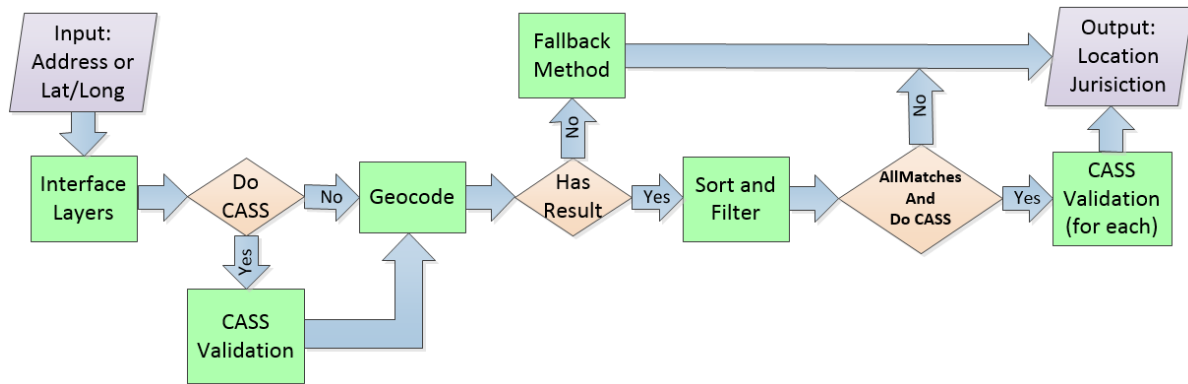 Input:
Address or
Lat/Long
Interface
Layers
Do
CASS
No
Yes
CASS
Validation
Geocode
Has
Result
No
Fallback
Method
Yes
Sort and
Filter
AllMatches
And
Do CASS
No
Yes
CASS
Validation
(for each)
Output:
Location
Jurisiction